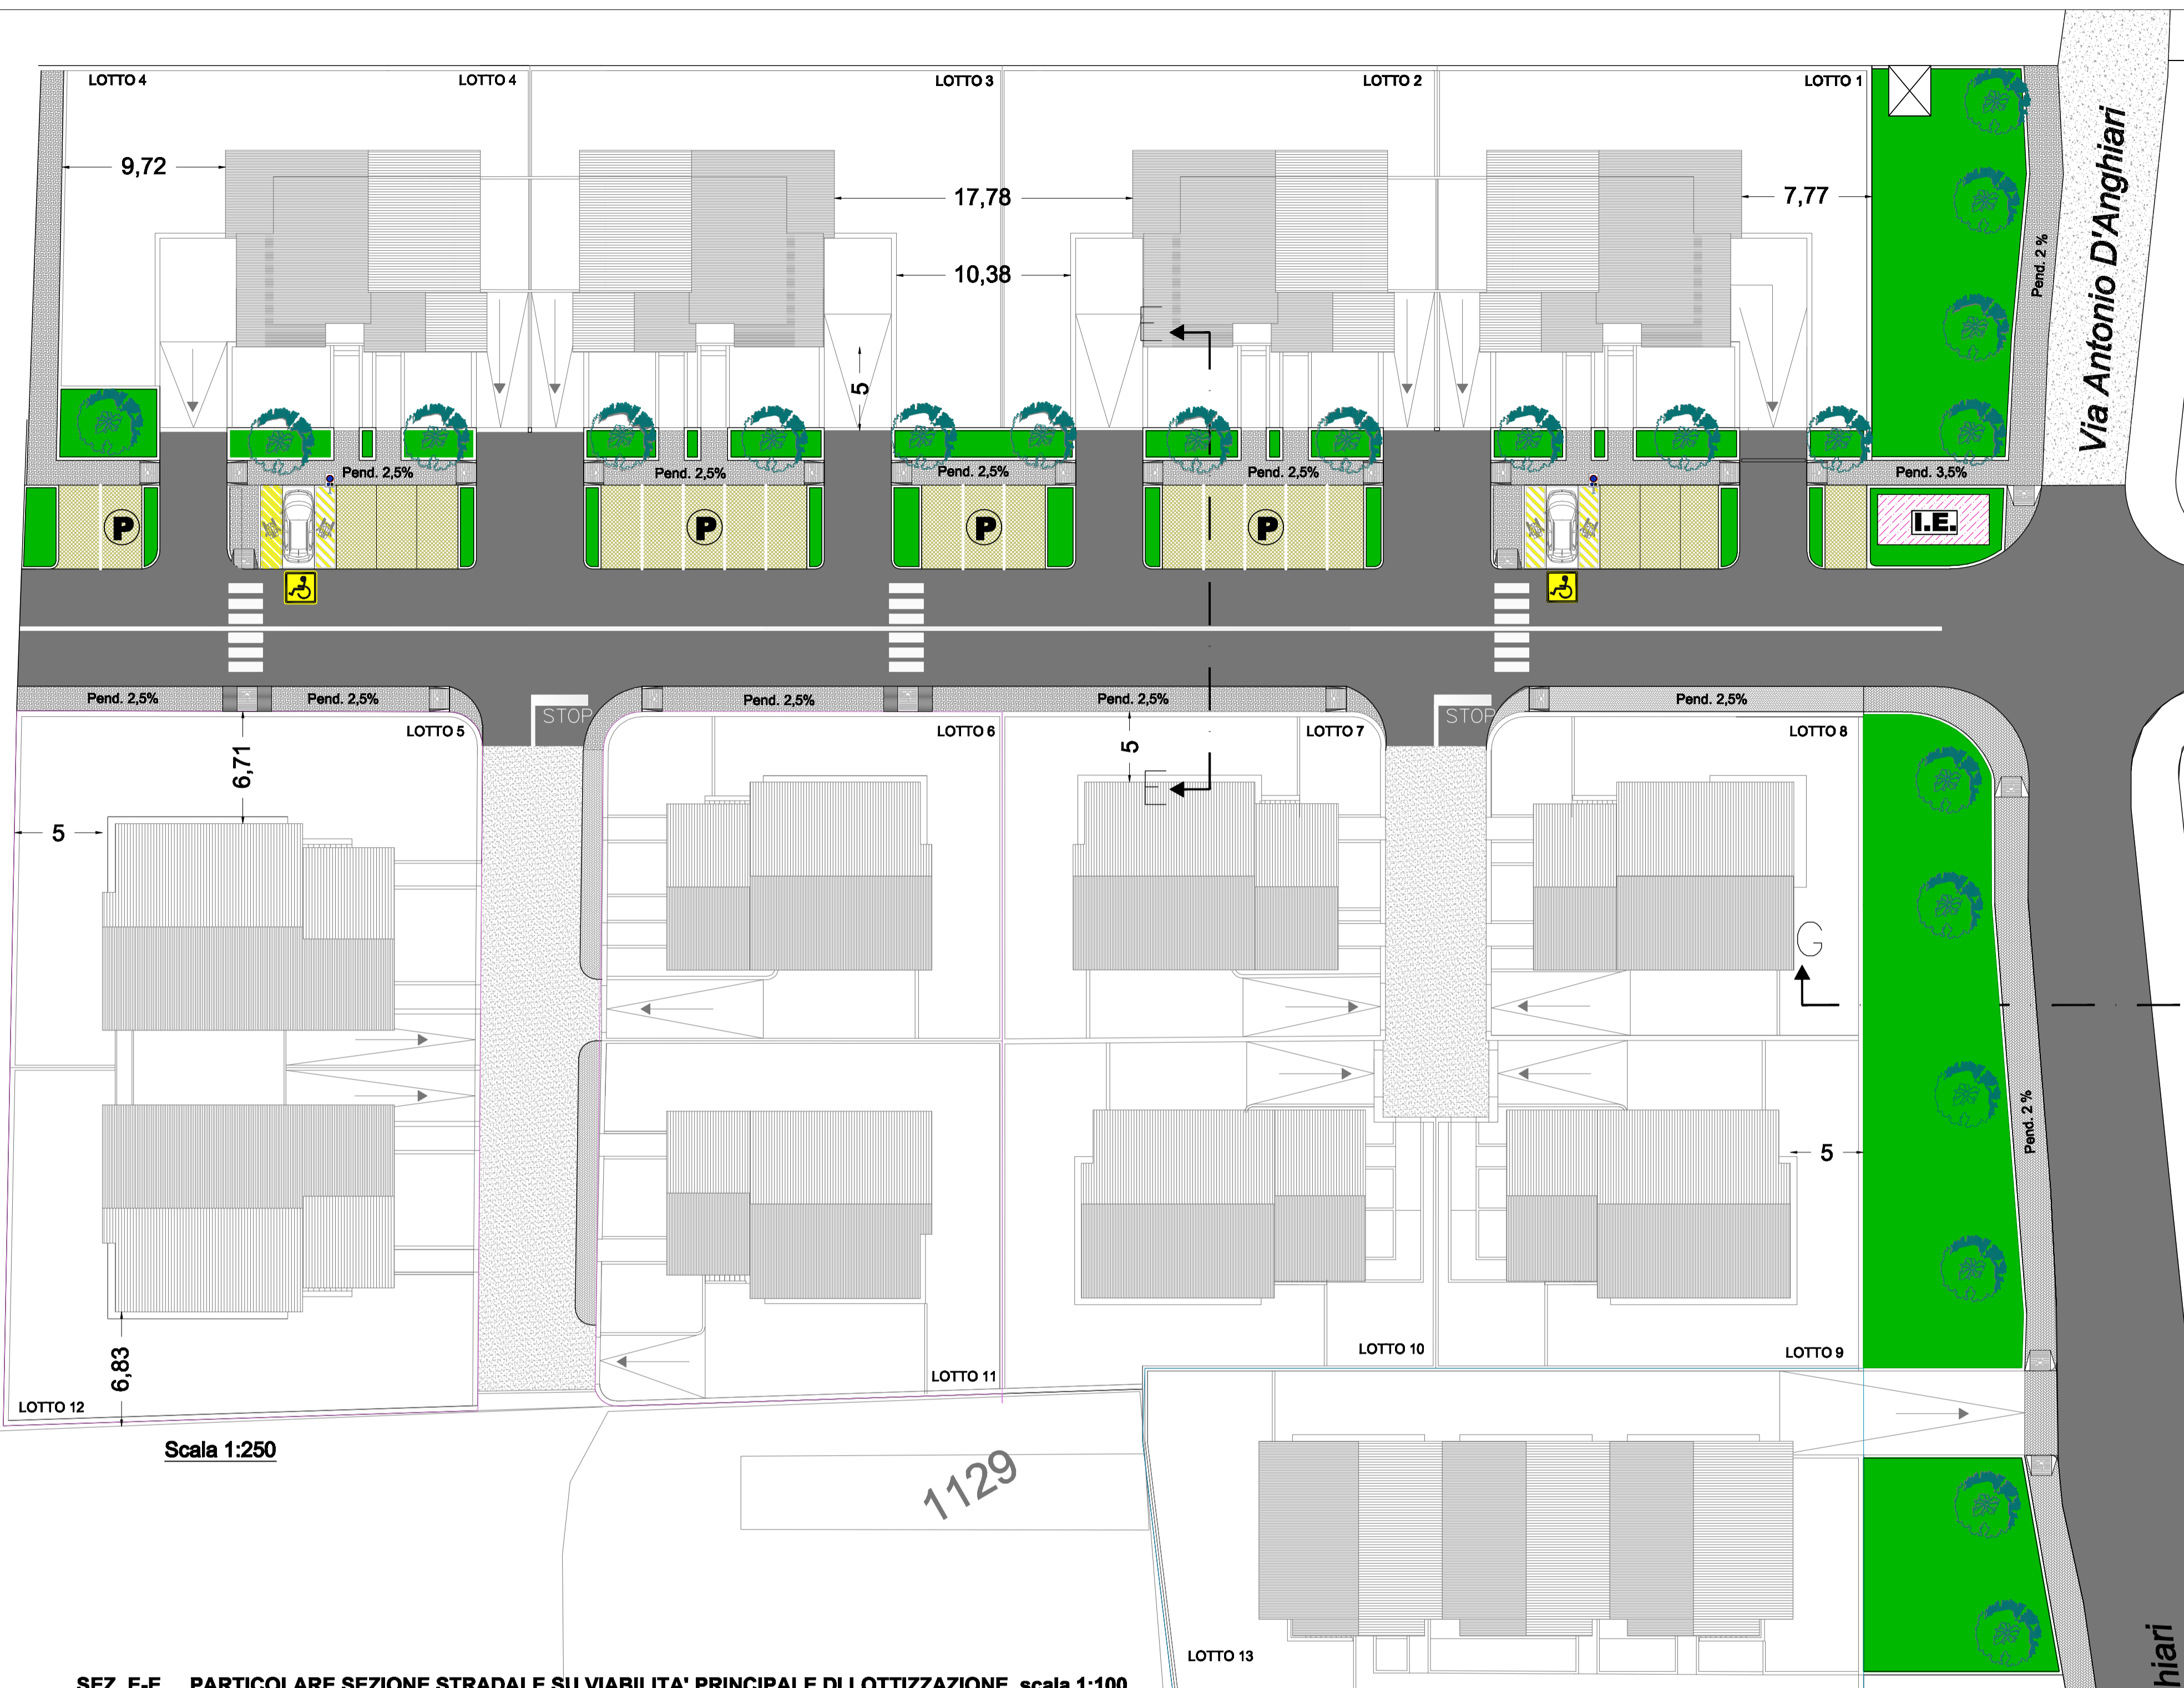 LOTTO 4
LOTTO 4
LOTTO 3
LOTTO 2
LOTTO 1
9,72
17,78
7,77
10,38
5
Via Antonio D'Anghiari
Pend. 2 %
E
Pend. 2,5%
Pend. 2,5%
Pend. 2,5%
Pend. 2,5%
Pend. 3,5%
P
P
P
P
I.E.
Pend. 2,5%
Pend. 2,5%
Pend. 2,5%
Pend. 2,5%
Pend. 2,5%
STOP
STOP
LOTTO 5
LOTTO 6
LOTTO 7
LOTTO 8
6,71
5
5
E
G
Pend. 2 %
5
6,83
LOTTO 12
LOTTO 11
LOTTO 10
LOTTO 9
Scala 1:250
1129
LOTTO 13
hiari
SEZ. E-E PARTICOLARE SEZIONE STRADALE SU VIABILITA' PRINCIPALE DI LOTTIZZAZIONE scala 1:100